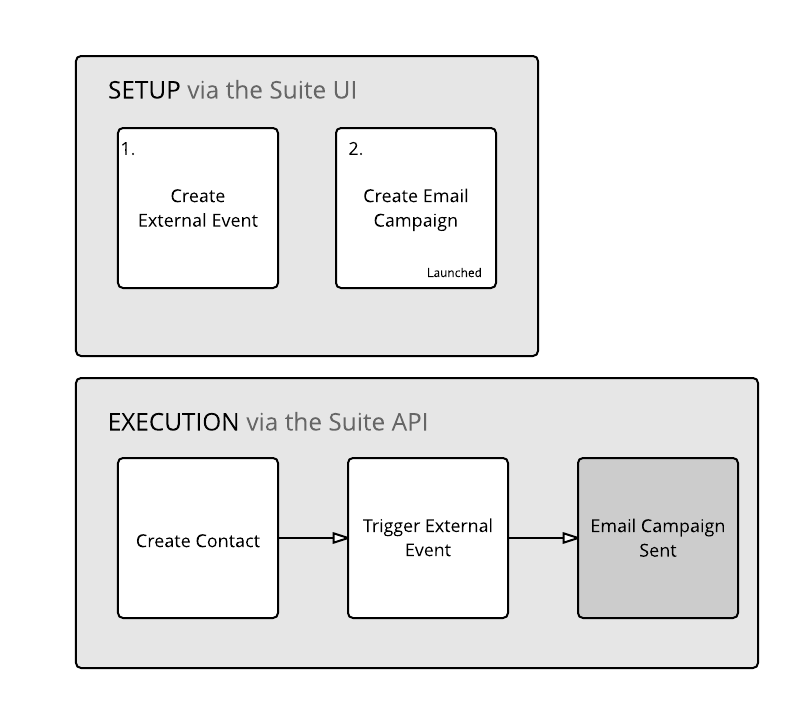 SETUP via the Suite UI
1.
Create
External Event
2.
Create Email
Campaign
Launched
EXECUTION via the Suite API
Create Contact
Trigger External
Event
Email Campaign
Sent